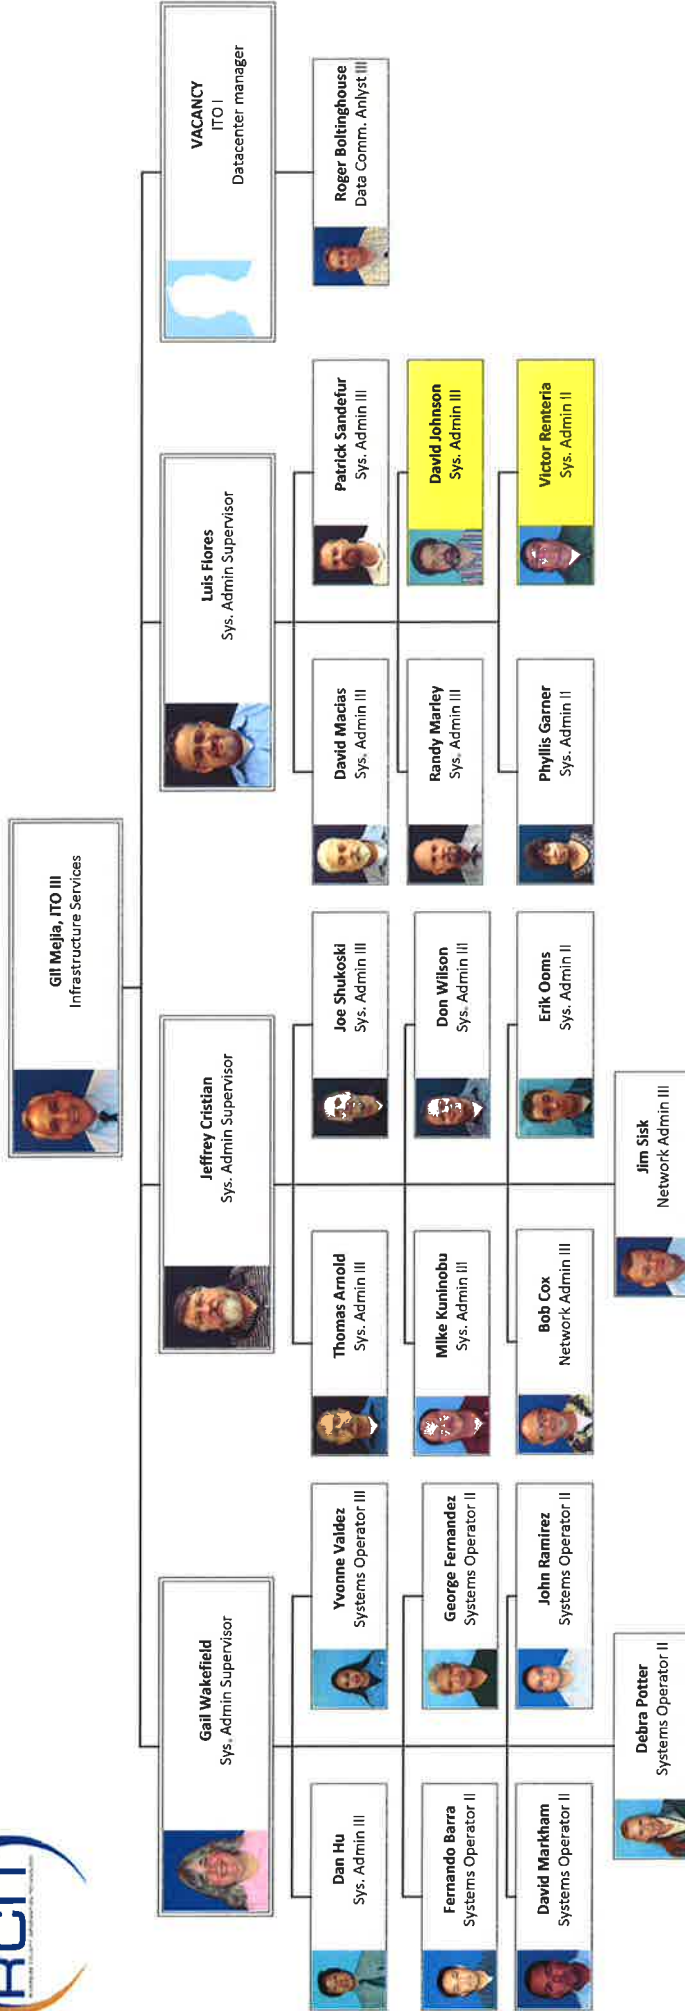 RCIT
Gil Mejia, ITO III
Infrastructure Services
Gail Wakefield
Sys. Admin Supervisor
Jeffrey Cristian
Sys. Admin Supervisor
Luis Flores
Sys. Admin Supervisor
VACANCY
ITO I
Datacenter manager
Dan Hu
Sys. Admin III
Yvonne Valdez
Systems Operator III
Fernando Barra
Systems Operator II
George Fernandez
Systems Operator II
David Markham
Systems Operator II
John Ramirez
Systems Operator II
Debra Potter
Systems Operator II
Thomas Arnold
Sys. Admin III
Joe Shukoski
Sys. Admin III
Mike Kuninobu
Sys. Admin III
Don Wilson
Sys. Admin III
Bob Cox
Network Admin III
Erik Ooms
Sys. Admin II
Jim Sisk
Network Admin III
David Macias
Sys. Admin III
Patrick Sandefur
Sys. Admin III
Randy Marley
Sys. Admin III
David Johnson
Sys. Admin III
Phyllis Garner
Sys. Admin II
Victor Renteria
Sys. Admin II
Roger Boltinghouse
Data Comm. Anlyst III